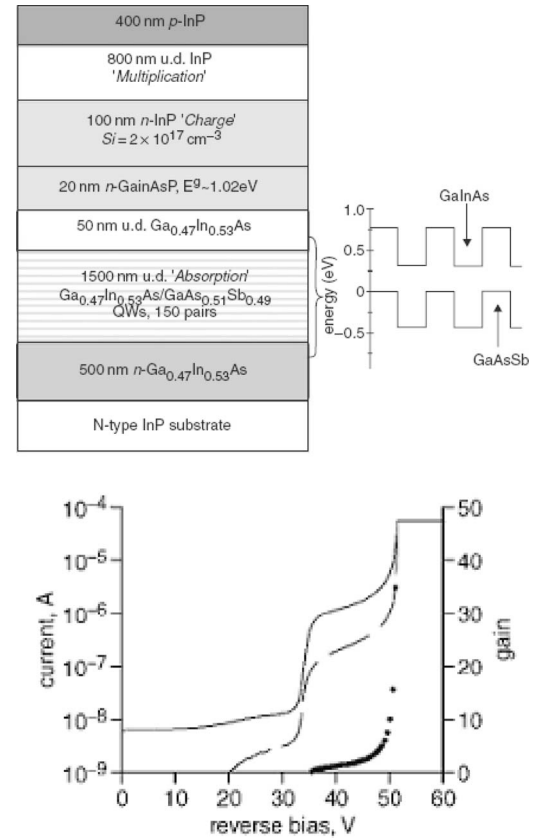 400 nm p-InP
800 nm u.d. InP
'Multiplication'
100 nm n-InP 'Charge'
Si = 2 × 10¹⁷ cm⁻³
20 nm n-GaInAsP, Eᵍ~1.02eV
50 nm u.d. Ga₀.₄₇In₀.₅₃As
1500 nm u.d. 'Absorption'
Ga₀.₄₇In₀.₅₃As/GaAs₀.₅₁Sb₀.₄₉
QWs, 150 pairs
500 nm n-Ga₀.₄₇In₀.₅₃As
N-type InP substrate
GaInAs
1.0
0.5
0
−0.5
energy (eV)
GaAsSb
10⁻⁴
10⁻⁵
10⁻⁶
10⁻⁷
10⁻⁸
10⁻⁹
current, A
50
40
30
20
10
0
gain
0 10 20 30 40 50 60
reverse bias, V